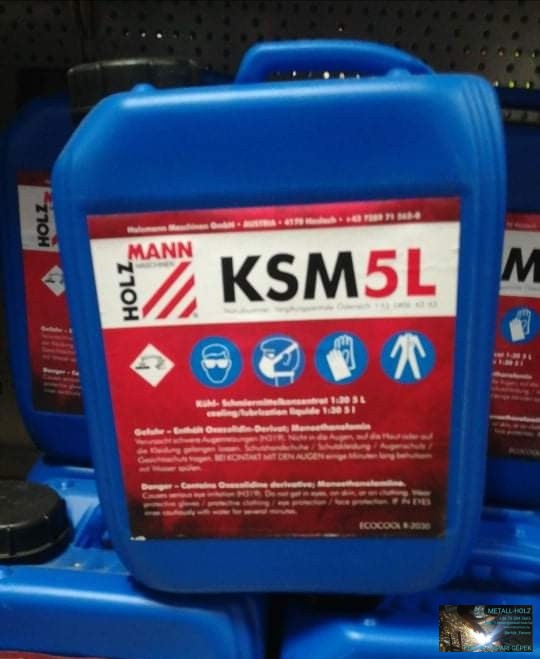 Holzmann Maschinen GmbH • AUSTRIA • 4170 Haslach • +43 7289 71 562-0
HOLZ
MANN
MASCHINEN
KSM5L
Kühl- Schmiermittelkonzentrat 1:30 5 L
cooling/lubrication liquide 1:30 5 l
Gefahr – Enthält Oxazolidin-Derivat; Monoethanolamin
Verursacht schwere Augenreizungen (H319). Nicht in die Augen, auf die Haut oder auf
die Kleidung gelangen lassen. Schutzhandschuhe / Schutzkleidung / Augenschutz /
Gesichtsschutz tragen. BEI KONTAKT MIT DEN AUGEN einige Minuten lang behutsam
mit Wasser spülen.
Danger – Contains Oxazolidine derivative; Monoethanolamine.
Causes serious eye irritation (H319). Do not get in eyes, on skin, or on clothing. Wear
protective gloves / protective clothing / eye protection / face protection. IF IN EYES
rinse cautiously with water for several minutes.
ECOCOOL R-2030
METALL-HOLZ